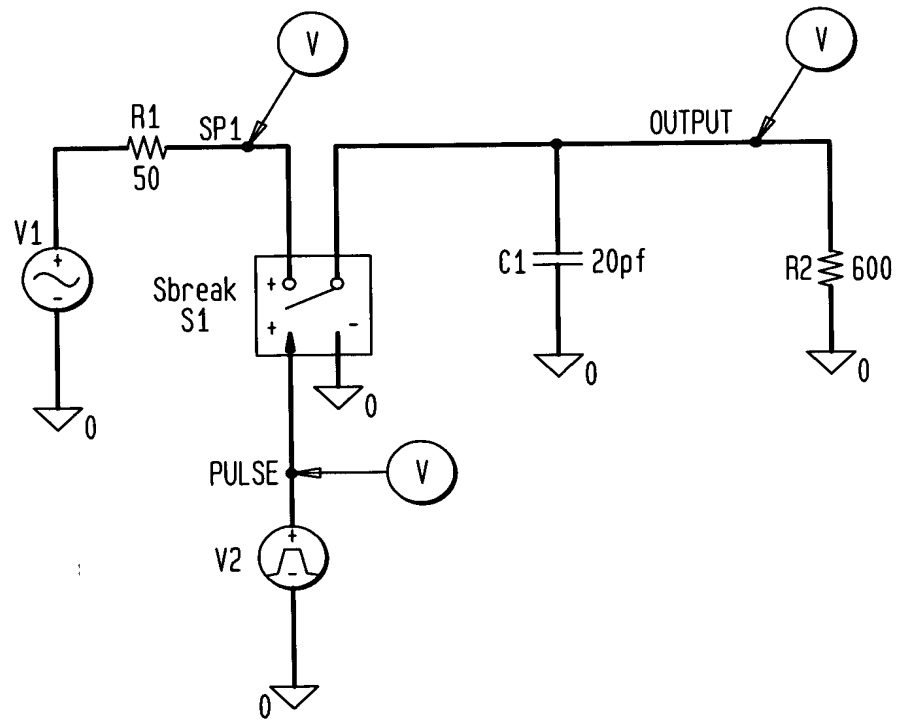 V
V
R1
SP1
OUTPUT
50
V1
+
-
Sbreak
S1
+
+
-
C1
20pf
R2
600
0
0
0
0
PULSE
V
V2
+
-
0